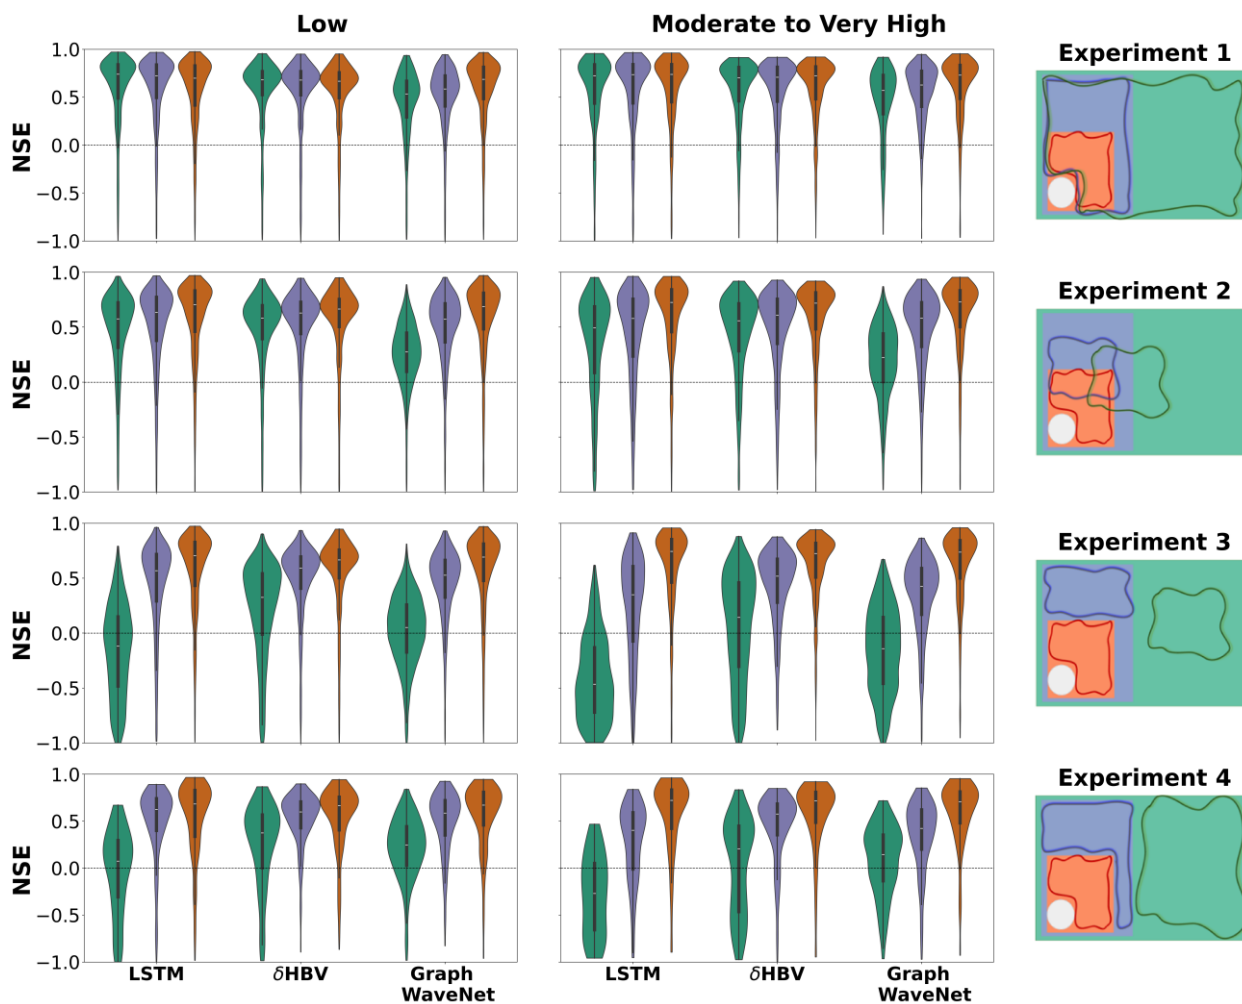 Low
Moderate to Very High
Experiment 1
NSE
1.0
0.5
0.0
−0.5
−1.0
Experiment 2
NSE
1.0
0.5
0.0
−0.5
−1.0
Experiment 3
NSE
1.0
0.5
0.0
−0.5
−1.0
Experiment 4
NSE
1.0
0.5
0.0
−0.5
−1.0
LSTM
δHBV
Graph
WaveNet
LSTM
δHBV
Graph
WaveNet